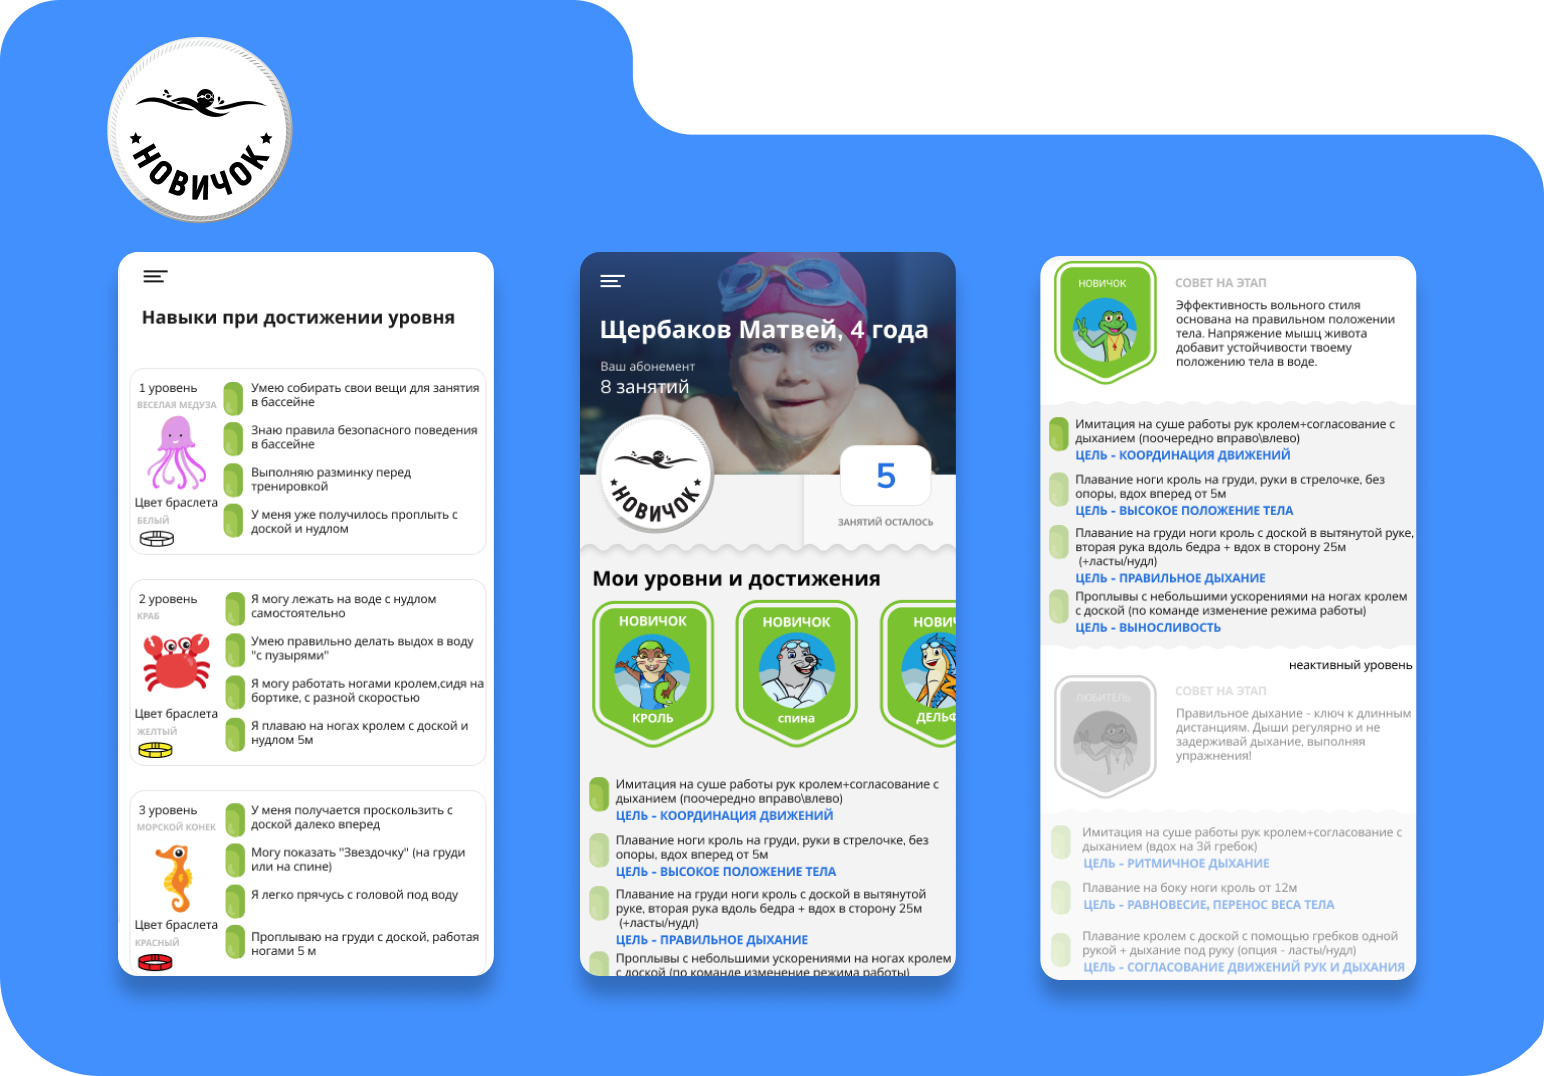 НОВИЧОК
Навыки при достижении уровня
1 уровень
ВЕСЕЛАЯ МЕДУЗА
Цвет браслета
БЕЛЫЙ
Умею собирать свои вещи для занятия
в бассейне
Знаю правила безопасного поведения
в бассейне
Выполняю разминку перед
тренировкой
У меня уже получилось проплыть с
доской и нудлом
2 уровень
КРАБ
Цвет браслета
ЖЕЛТЫЙ
Я могу лежать на воде с нудлом
самостоятельно
Умею правильно делать выдох в воду
"с пузырями"
Я могу работать ногами кролем,сидя на
бортике, с разной скоростью
Я плаваю на ногах кролем с доской и
нудлом 5м
3 уровень
МОРСКОЙ КОНЕК
Цвет браслета
КРАСНЫЙ
У меня получается проскользить с
доской далеко вперед
Могу показать "Звездочку" (на груди
или на спине)
Я легко прячусь с головой под воду
Проплываю на груди с доской, работая
ногами 5 м
Щербаков Матвей, 4 года
Ваш абонемент
8 занятий
НОВИЧОК
5
ЗАНЯТИЙ ОСТАЛОСЬ
Мои уровни и достижения
НОВИЧОК
КРОЛЬ
НОВИЧОК
спина
НОВИЧ
ДЕЛЬФ
Имитация на суше работы рук кролем+согласование с
дыханием (поочередно вправо\влево)
ЦЕЛЬ - КООРДИНАЦИЯ ДВИЖЕНИЙ
Плавание ноги кроль на груди, руки в стрелочке, без
опоры, вдох вперед от 5м
ЦЕЛЬ - ВЫСОКОЕ ПОЛОЖЕНИЕ ТЕЛА
Плавание на груди ноги кроль с доской в вытянутой
руке, вторая рука вдоль бедра + вдох в сторону 25м
(+ласты/нудл)
ЦЕЛЬ - ПРАВИЛЬНОЕ ДЫХАНИЕ
Проплывы с небольшими ускорениями на ногах кролем
с доской (по команде изменение режима работы)
НОВИЧОК
СОВЕТ НА ЭТАП
Эффективность вольного стиля
основана на правильном положении
тела. Напряжение мышц живота
добавит устойчивости твоему
положению тела в воде.
Имитация на суше работы рук кролем+согласование с
дыханием (поочередно вправо\влево)
ЦЕЛЬ - КООРДИНАЦИЯ ДВИЖЕНИЙ
Плавание ноги кроль на груди, руки в стрелочке, без
опоры, вдох вперед от 5м
ЦЕЛЬ - ВЫСОКОЕ ПОЛОЖЕНИЕ ТЕЛА
Плавание на груди ноги кроль с доской в вытянутой руке,
вторая рука вдоль бедра + вдох в сторону 25м
(+ласты/нудл)
ЦЕЛЬ - ПРАВИЛЬНОЕ ДЫХАНИЕ
Проплывы с небольшими ускорениями на ногах кролем
с доской (по команде изменение режима работы)
ЦЕЛЬ - ВЫНОСЛИВОСТЬ
неактивный уровень
ЛЮБИТЕЛЬ
СОВЕТ НА ЭТАП
Правильное дыхание - ключ к длинным
дистанциям. Дыши регулярно и не
задерживай дыхание, выполняя
упражнения!
Имитация на суше работы рук кролем+согласование с
дыханием (вдох на 3й гребок)
ЦЕЛЬ - РИТМИЧНОЕ ДЫХАНИЕ
Плавание на боку ноги кроль от 12м
ЦЕЛЬ - РАВНОВЕСИЕ, ПЕРЕНОС ВЕСА ТЕЛА
Плавание кролем с доской с помощью гребков одной
рукой + дыхание под руку (опция - ласты/нудл)
ЦЕЛЬ - СОГЛАСОВАНИЕ ДВИЖЕНИЙ РУК И ДЫХАНИЯ